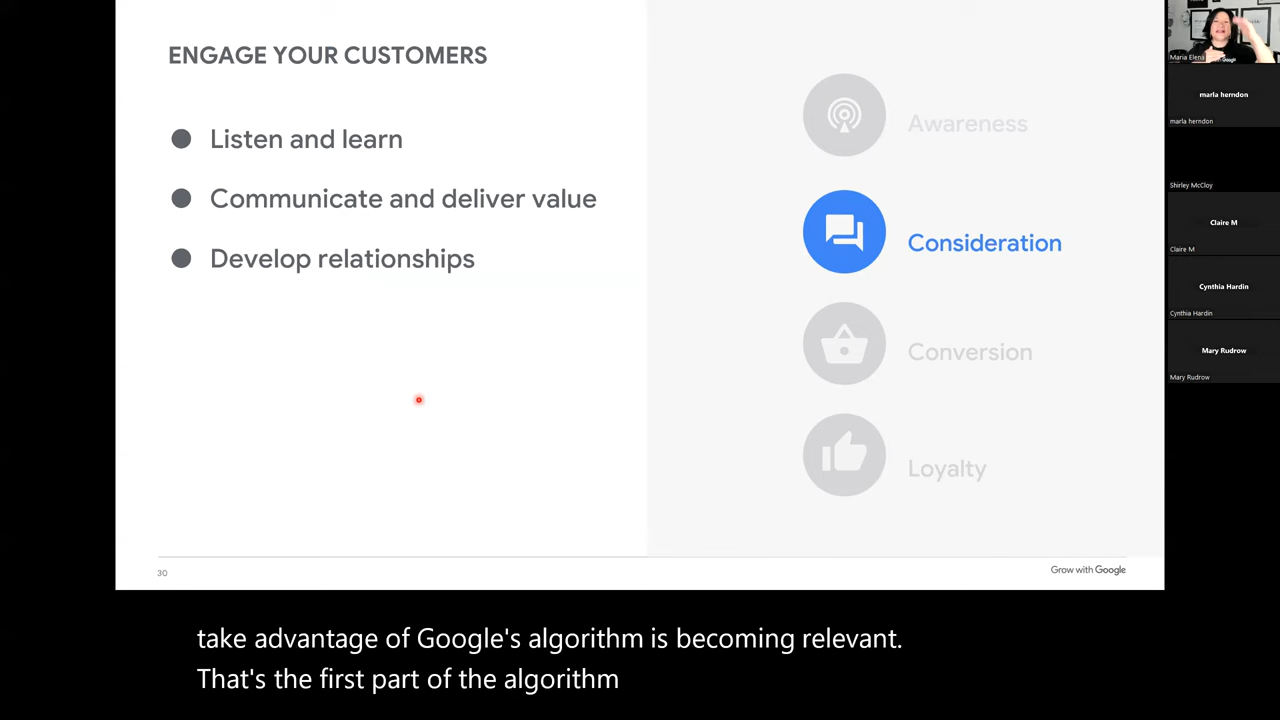 ENGAGE YOUR CUSTOMERS
● Listen and learn
● Communicate and deliver value
● Develop relationships
Awareness
Consideration
Conversion
Loyalty
30
Grow with Google
take advantage of Google's algorithm is becoming relevant.
That's the first part of the algorithm
Maria Elena
marla herndon
marla herndon
Shirley McCloy
Claire M
Claire M
Cynthia Hardin
Cynthia Hardin
Mary Rudrow
Mary Rudrow